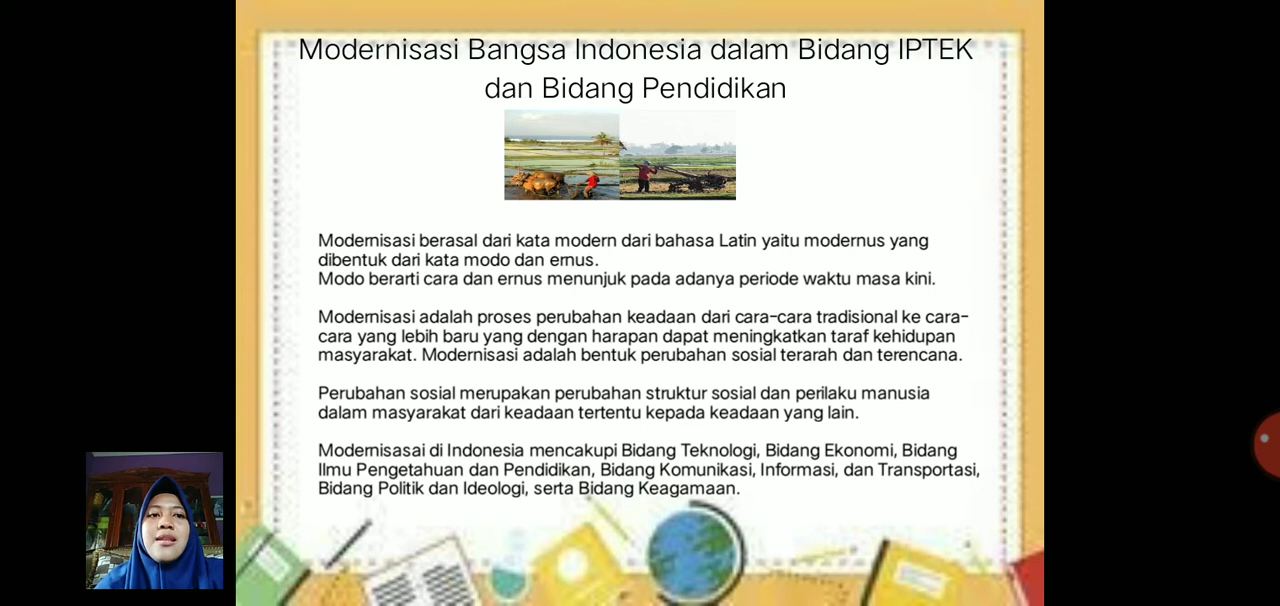 Modernisasi Bangsa Indonesia dalam Bidang IPTEK
dan Bidang Pendidikan
Modernisasi berasal dari kata modern dari bahasa Latin yaitu modernus yang
dibentuk dari kata modo dan ernus.
Modo berarti cara dan ernus menunjuk pada adanya periode waktu masa kini.
Modernisasi adalah proses perubahan keadaan dari cara-cara tradisional ke cara-
cara yang lebih baru yang dengan harapan dapat meningkatkan taraf kehidupan
masyarakat. Modernisasi adalah bentuk perubahan sosial terarah dan terencana.
Perubahan sosial merupakan perubahan struktur sosial dan perilaku manusia
dalam masyarakat dari keadaan tertentu kepada keadaan yang lain.
Modernisasai di Indonesia mencakupi Bidang Teknologi, Bidang Ekonomi, Bidang
Ilmu Pengetahuan dan Pendidikan, Bidang Komunikasi, Informasi, dan Transportasi,
Bidang Politik dan Ideologi, serta Bidang Keagamaan.